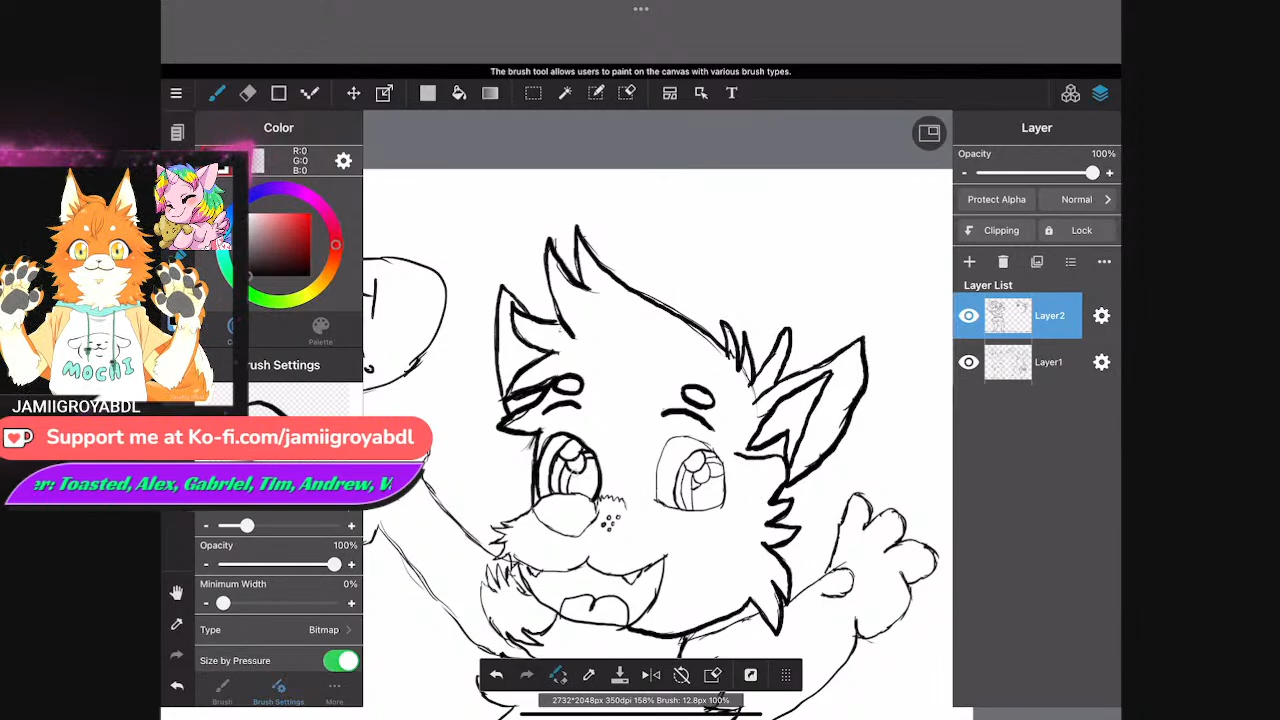 The brush tool allows users to paint on the canvas with various brush types.
T
Color
R:0
G:0
B:0
Palette
Brush Settings
MOCHI
JAMIIGROYABDL
Support me at Ko-fi.com/jamiigroyabdl
er: Toasted, Alex, Gabriel, Tim, Andrew, V
Opacity 100%
Minimum Width 0%
Type Bitmap
Size by Pressure
Brush
Brush Settings
More
2732*2048px 350dpi 158% Brush: 12.8px 100%
Layer
Opacity 100%
Protect Alpha
Normal
Clipping
Lock
Layer List
Layer2
Layer1